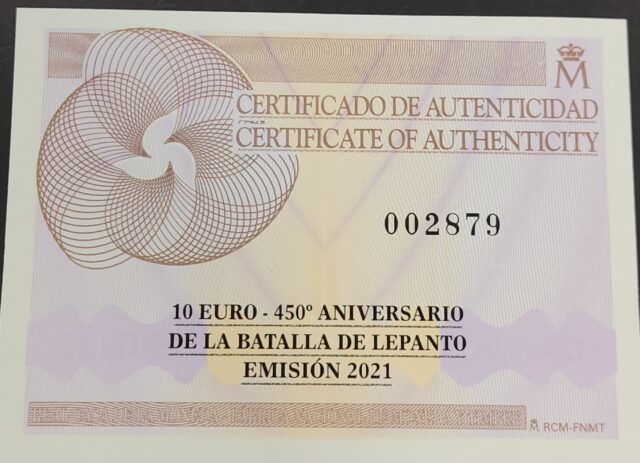 M
CERTIFICADO DE AUTENTICIDAD
CERTIFICATE OF AUTHENTICITY
002879
10 EURO - 450º ANIVERSARIO
DE LA BATALLA DE LEPANTO
EMISIÓN 2021
M RCM-FNMT